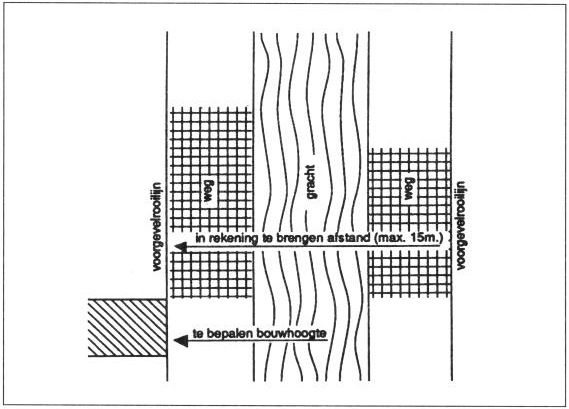 voorgevelrooilijn
weg
gracht
weg
voorgevelrooilijn
in rekening te brengen afstand (max. 15m.)
te bepalen bouwhoogte